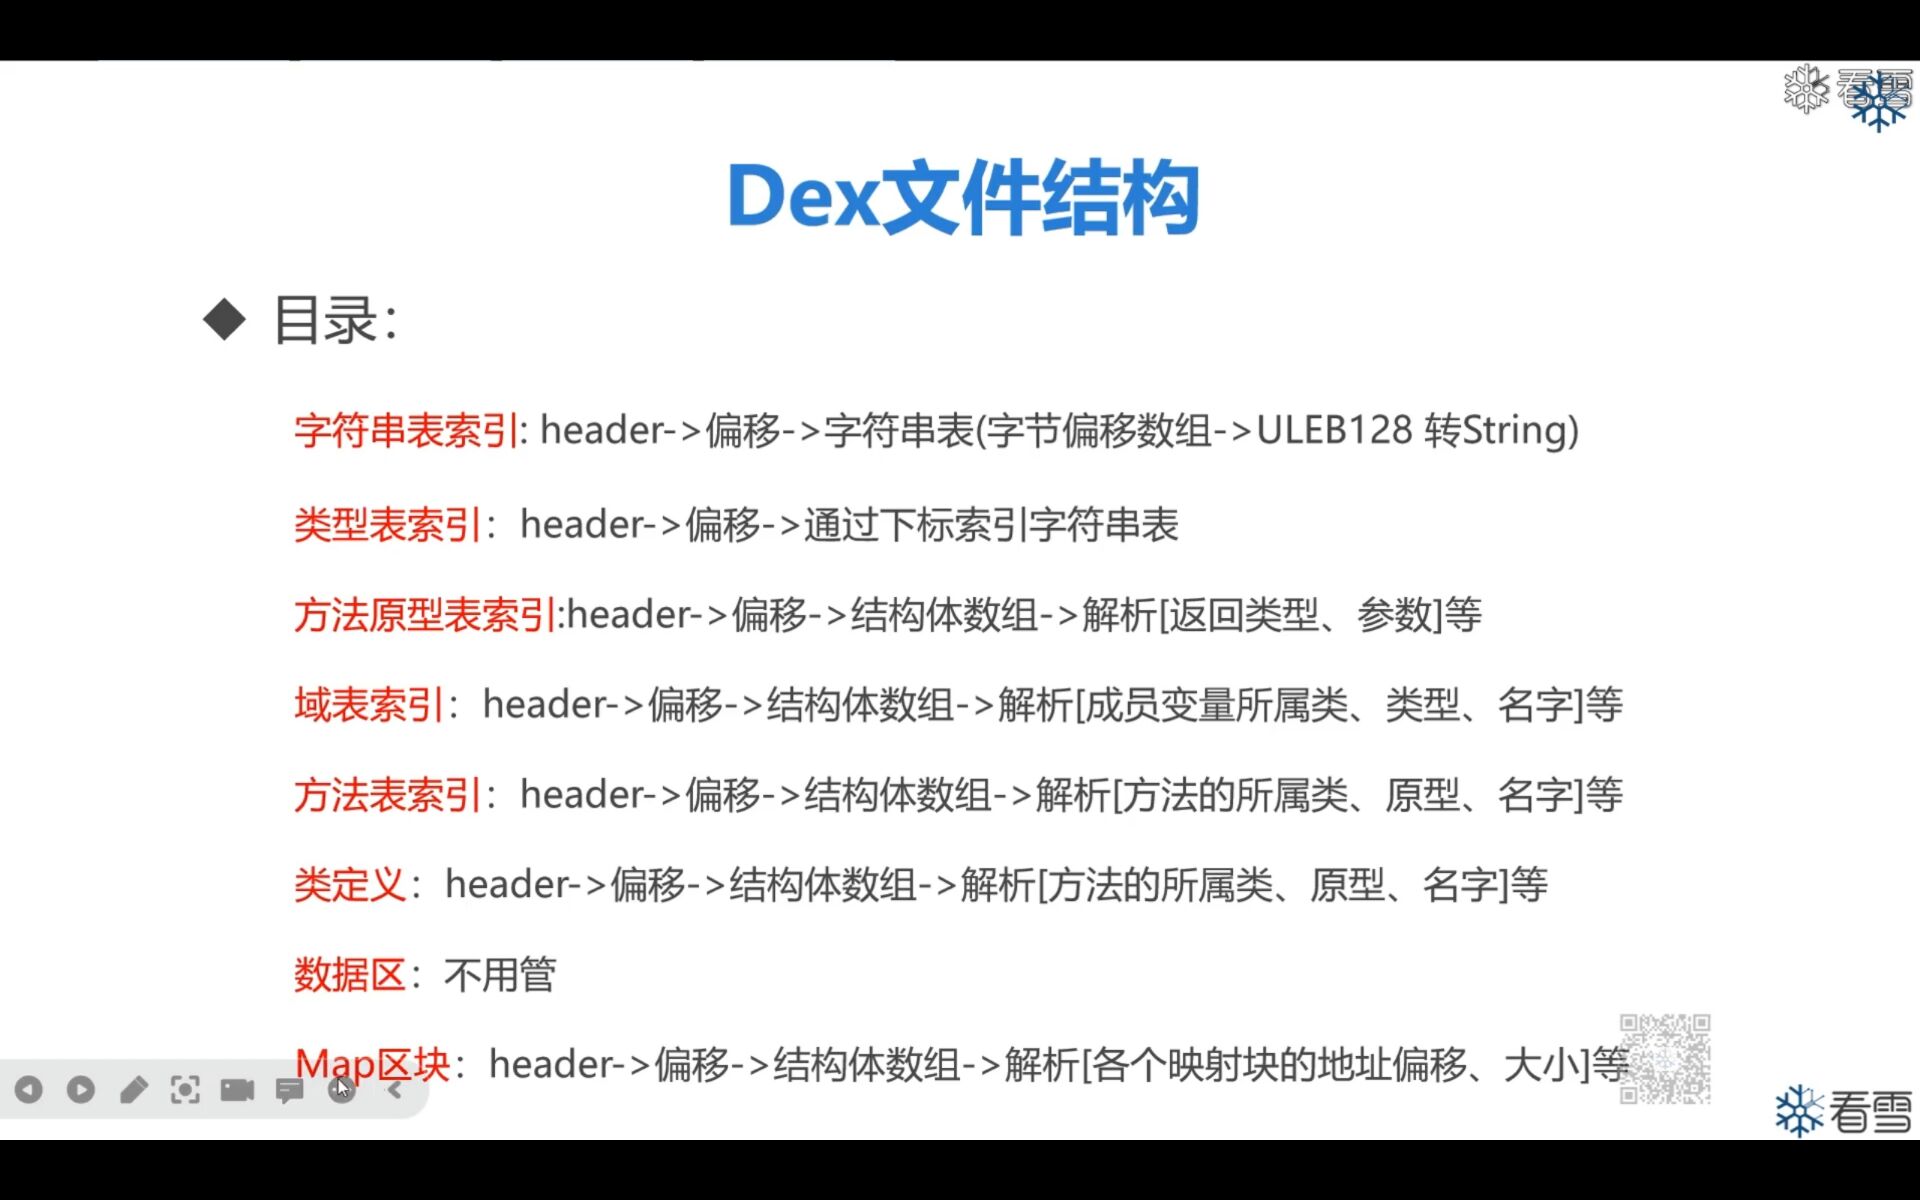 看雪
Dex文件结构
◆ 目录：
字符串表索引: header->偏移->字符串表(字节偏移数组->ULEB128 转String)
类型表索引：header->偏移->通过下标索引字符串表
方法原型表索引:header->偏移->结构体数组->解析[返回类型、参数]等
域表索引：header->偏移->结构体数组->解析[成员变量所属类、类型、名字]等
方法表索引：header->偏移->结构体数组->解析[方法的所属类、原型、名字]等
类定义：header->偏移->结构体数组->解析[方法的所属类、原型、名字]等
数据区：不用管
Map区块：header->偏移->结构体数组->解析[各个映射块的地址偏移、大小]等
看雪